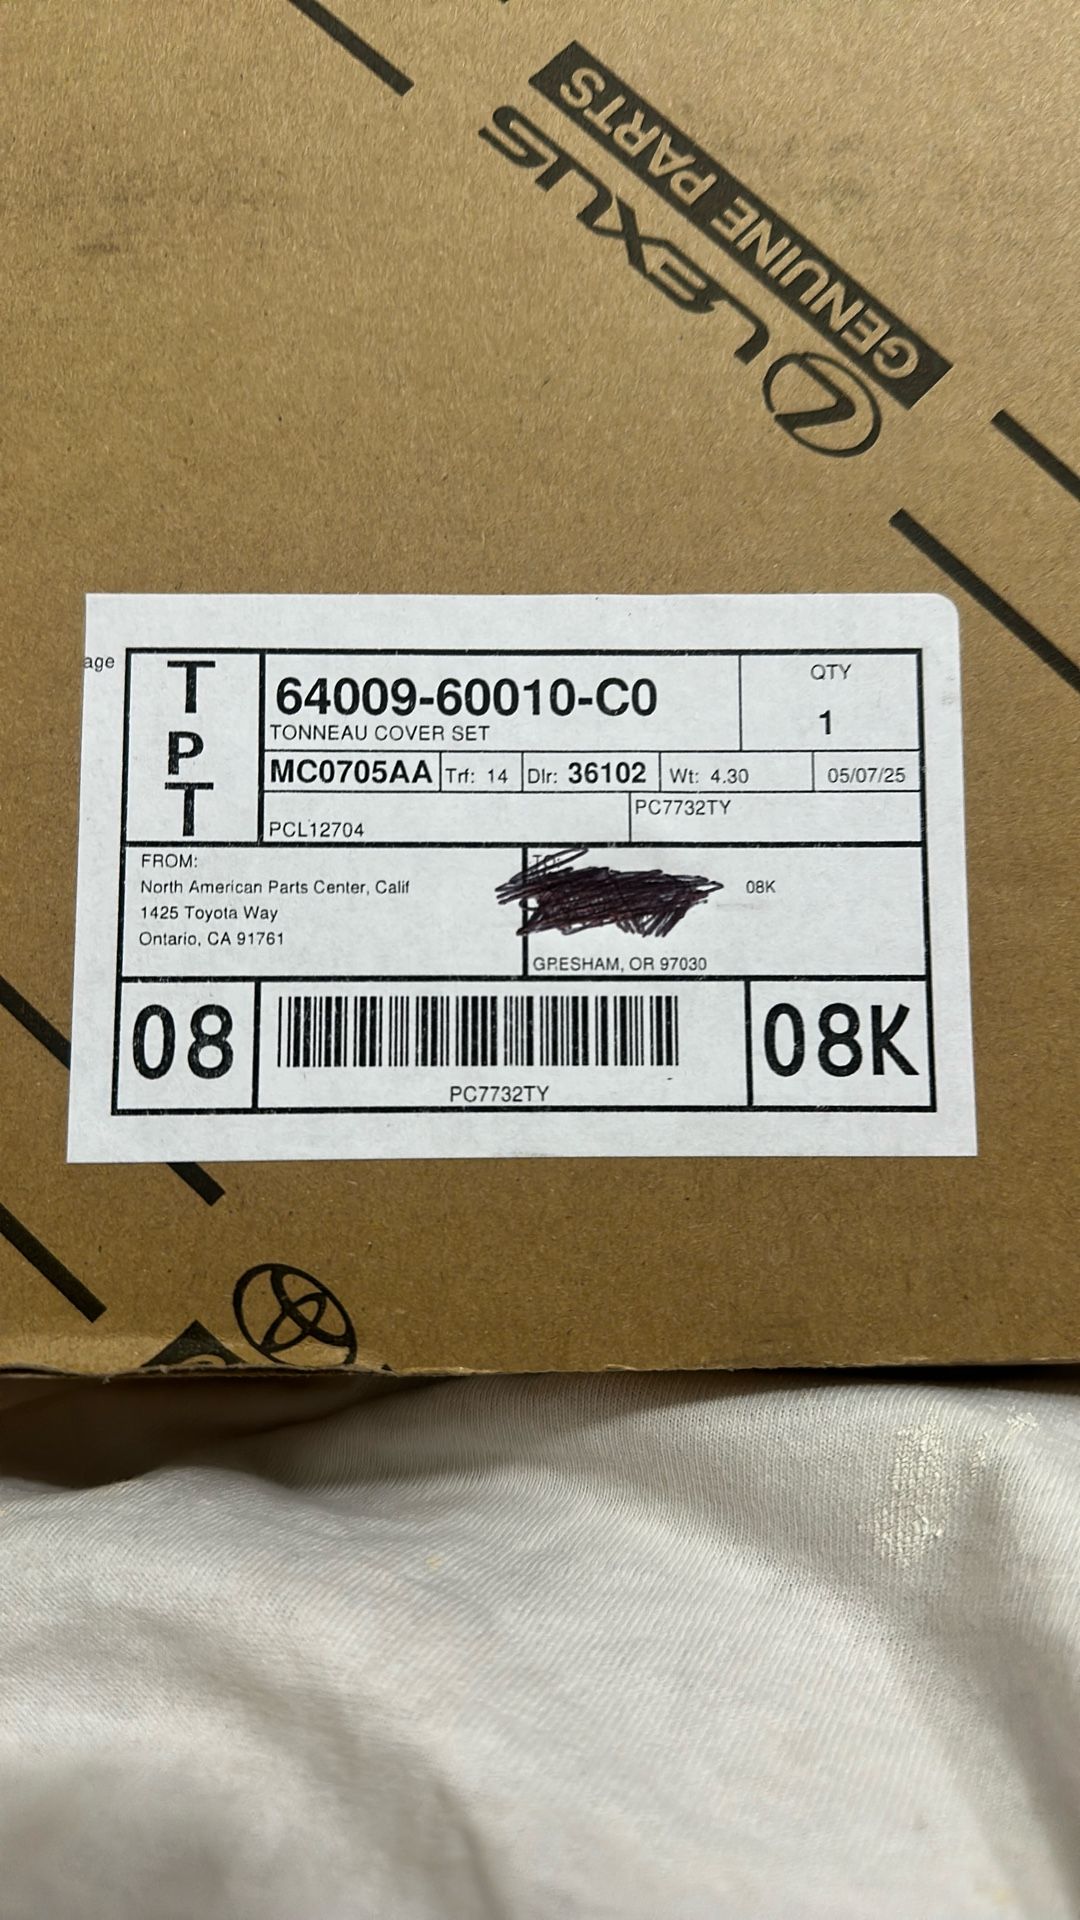 GENUINE PARTS
LEXUS
age
TPT
64009-60010-C0
TONNEAU COVER SET
QTY
1
MC0705AA
Trf: 14
Dlr: 36102
Wt: 4.30
05/07/25
PCL12704
PC7732TY
FROM:
North American Parts Center, Calif
1425 Toyota Way
Ontario, CA 91761
TO:
08K
GRESHAM, OR 97030
08
PC7732TY
08K